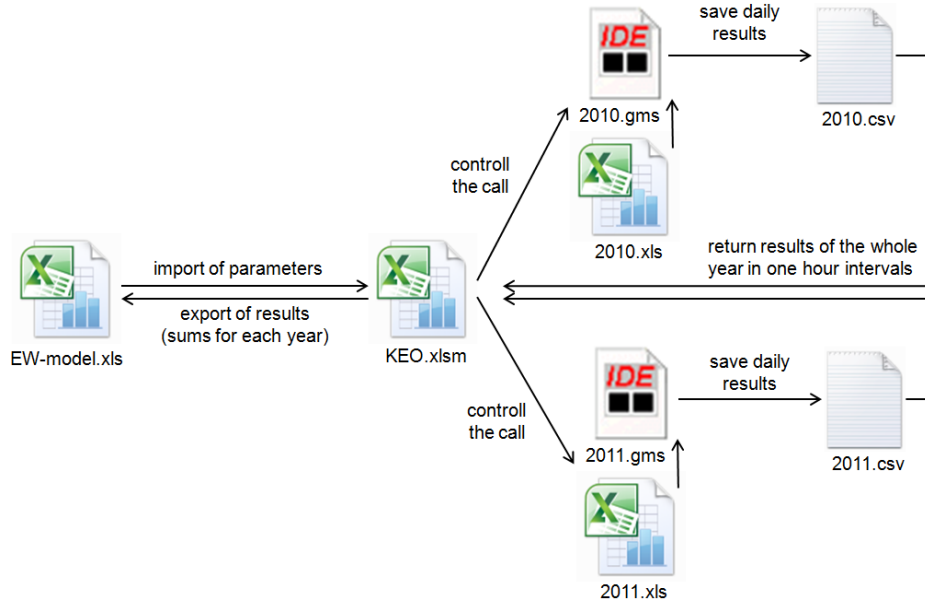 IDE
save daily
results
2010.gms
2010.csv
controll
the call
2010.xls
import of parameters
return results of the whole
year in one hour intervals
export of results
(sums for each year)
EW-model.xls
KEO.xlsm
IDE
save daily
results
controll
the call
2011.gms
2011.csv
2011.xls